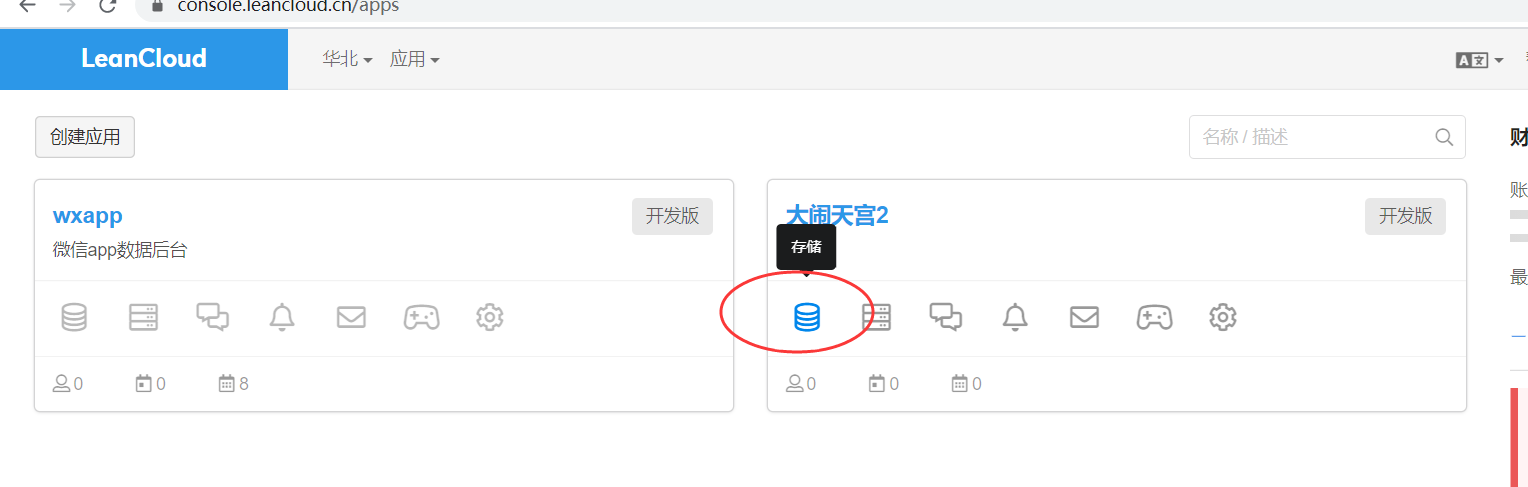 console.leancloud.cn/apps
LeanCloud 华北 应用
创建应用 名称 / 描述 财
wxapp 开发版 大闹天宫2 开发版 账
微信app数据后台 存储
最
0 0 8 0 0 0